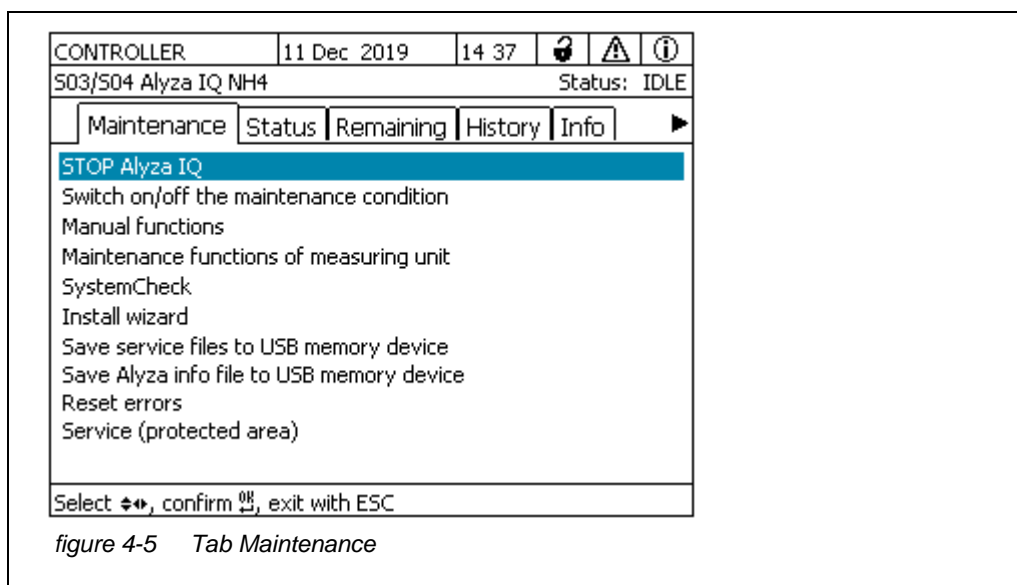 CONTROLLER 11 Dec 2019 14 37
S03/S04 Alyza IQ NH4 Status: IDLE
Maintenance Status Remaining History Info
STOP Alyza IQ
Switch on/off the maintenance condition
Manual functions
Maintenance functions of measuring unit
SystemCheck
Install wizard
Save service files to USB memory device
Save Alyza info file to USB memory device
Reset errors
Service (protected area)
Select , confirm OK, exit with ESC
figure 4-5 Tab Maintenance